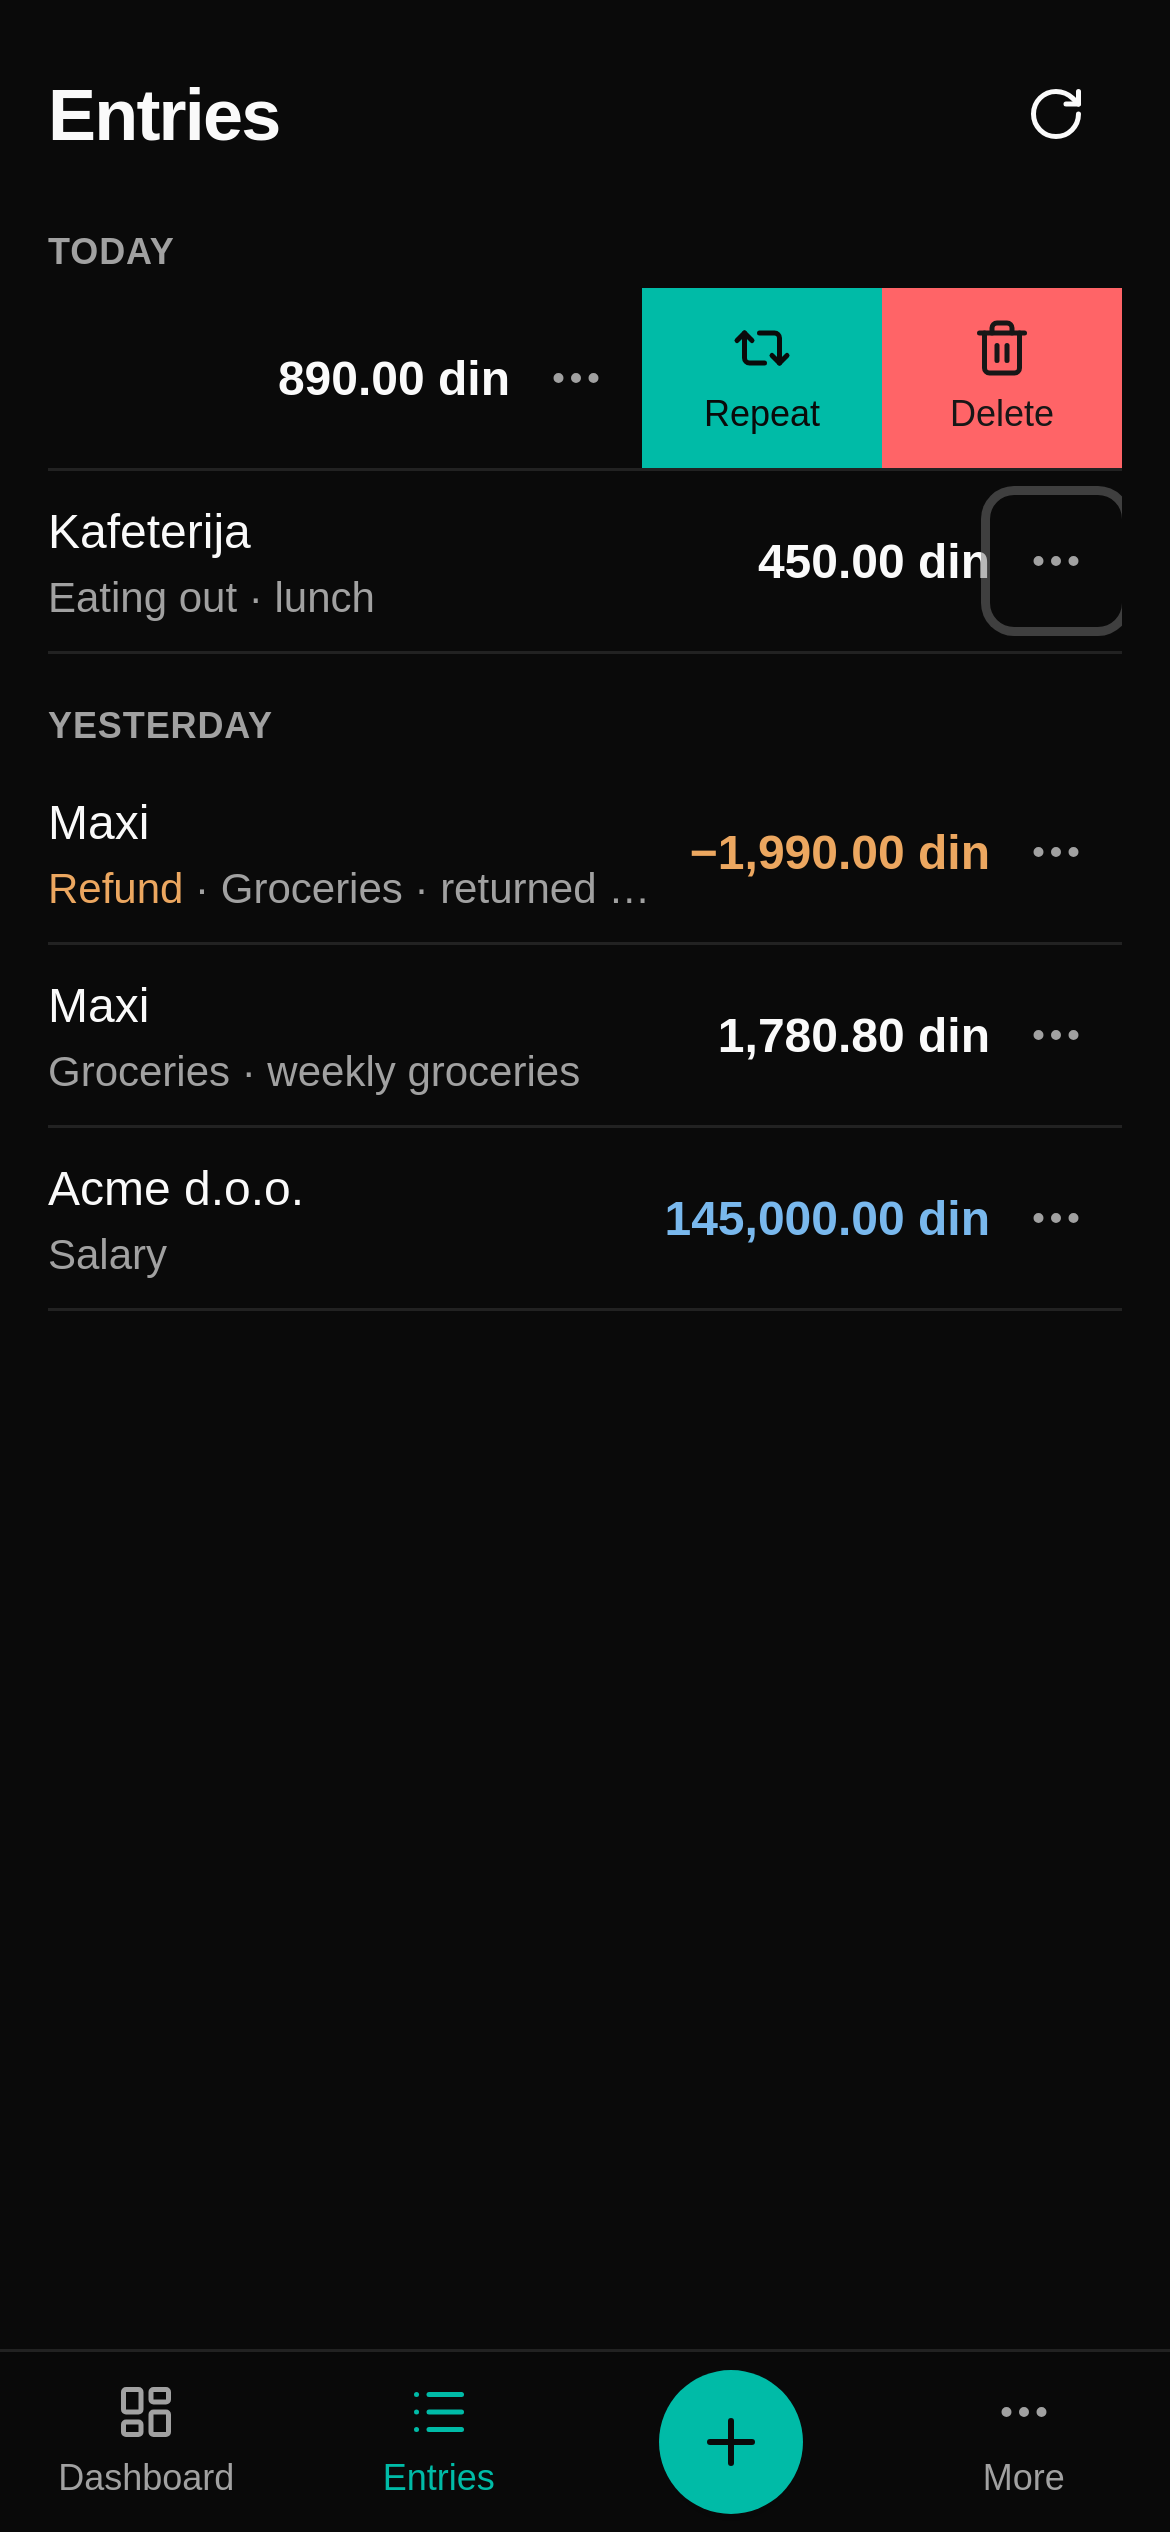 Entries
TODAY
890.00 din
Repeat
Delete
Kafeterija
450.00 din
Eating out · lunch
YESTERDAY
Maxi
−1,990.00 din
Refund · Groceries · returned …
Maxi
1,780.80 din
Groceries · weekly groceries
Acme d.o.o.
145,000.00 din
Salary
Dashboard
Entries
More